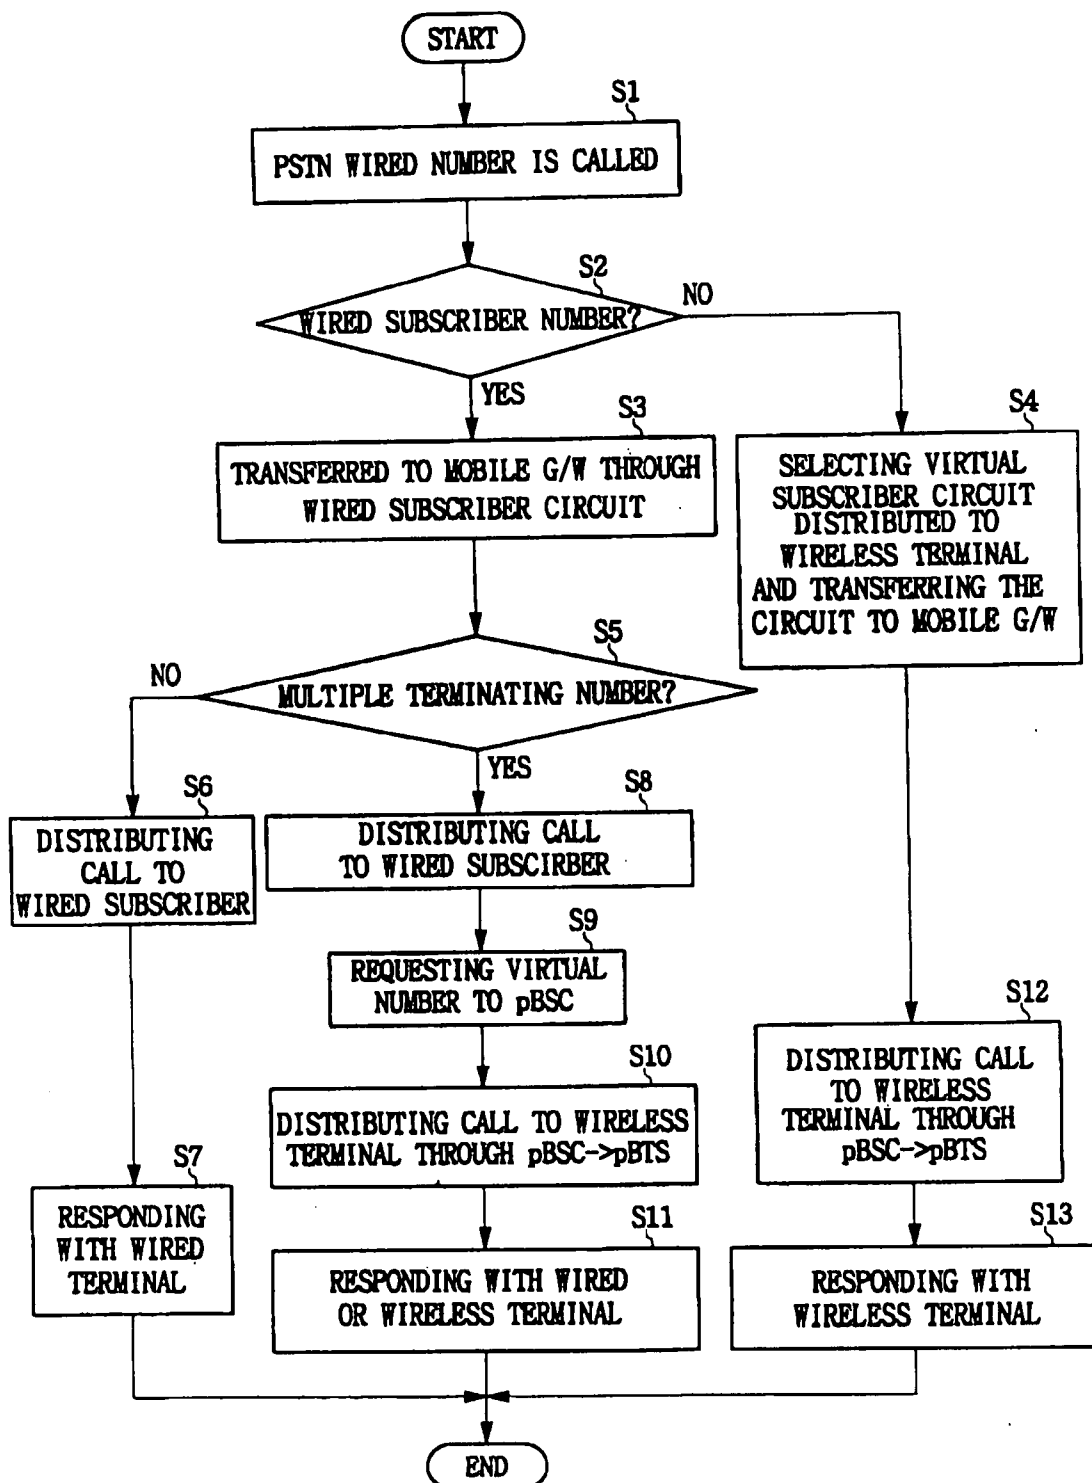 START
S1
PSTN WIRED NUMBER IS CALLED
S2
WIRED SUBSCRIBER NUMBER?
NO
YES
S3
TRANSFERRED TO MOBILE G/W THROUGH
WIRED SUBSCRIBER CIRCUIT
S4
SELECTING VIRTUAL
SUBSCRIBER CIRCUIT
DISTRIBUTED TO
WIRELESS TERMINAL
AND TRANSFERRING THE
CIRCUIT TO MOBILE G/W
S5
MULTIPLE TERMINATING NUMBER?
NO
YES
S6
DISTRIBUTING
CALL TO
WIRED SUBSCRIBER
S8
DISTRIBUTING CALL
TO WIRED SUBSCIRBER
S9
REQUESTING VIRTUAL
NUMBER TO pBSC
S10
DISTRIBUTING CALL TO WIRELESS
TERMINAL THROUGH pBSC->pBTS
S12
DISTRIBUTING CALL
TO WIRELESS
TERMINAL THROUGH
pBSC->pBTS
S7
RESPONDING
WITH WIRED
TERMINAL
S11
RESPONDING WITH WIRED
OR WIRELESS TERMINAL
S13
RESPONDING WITH
WIRELESS TERMINAL
END